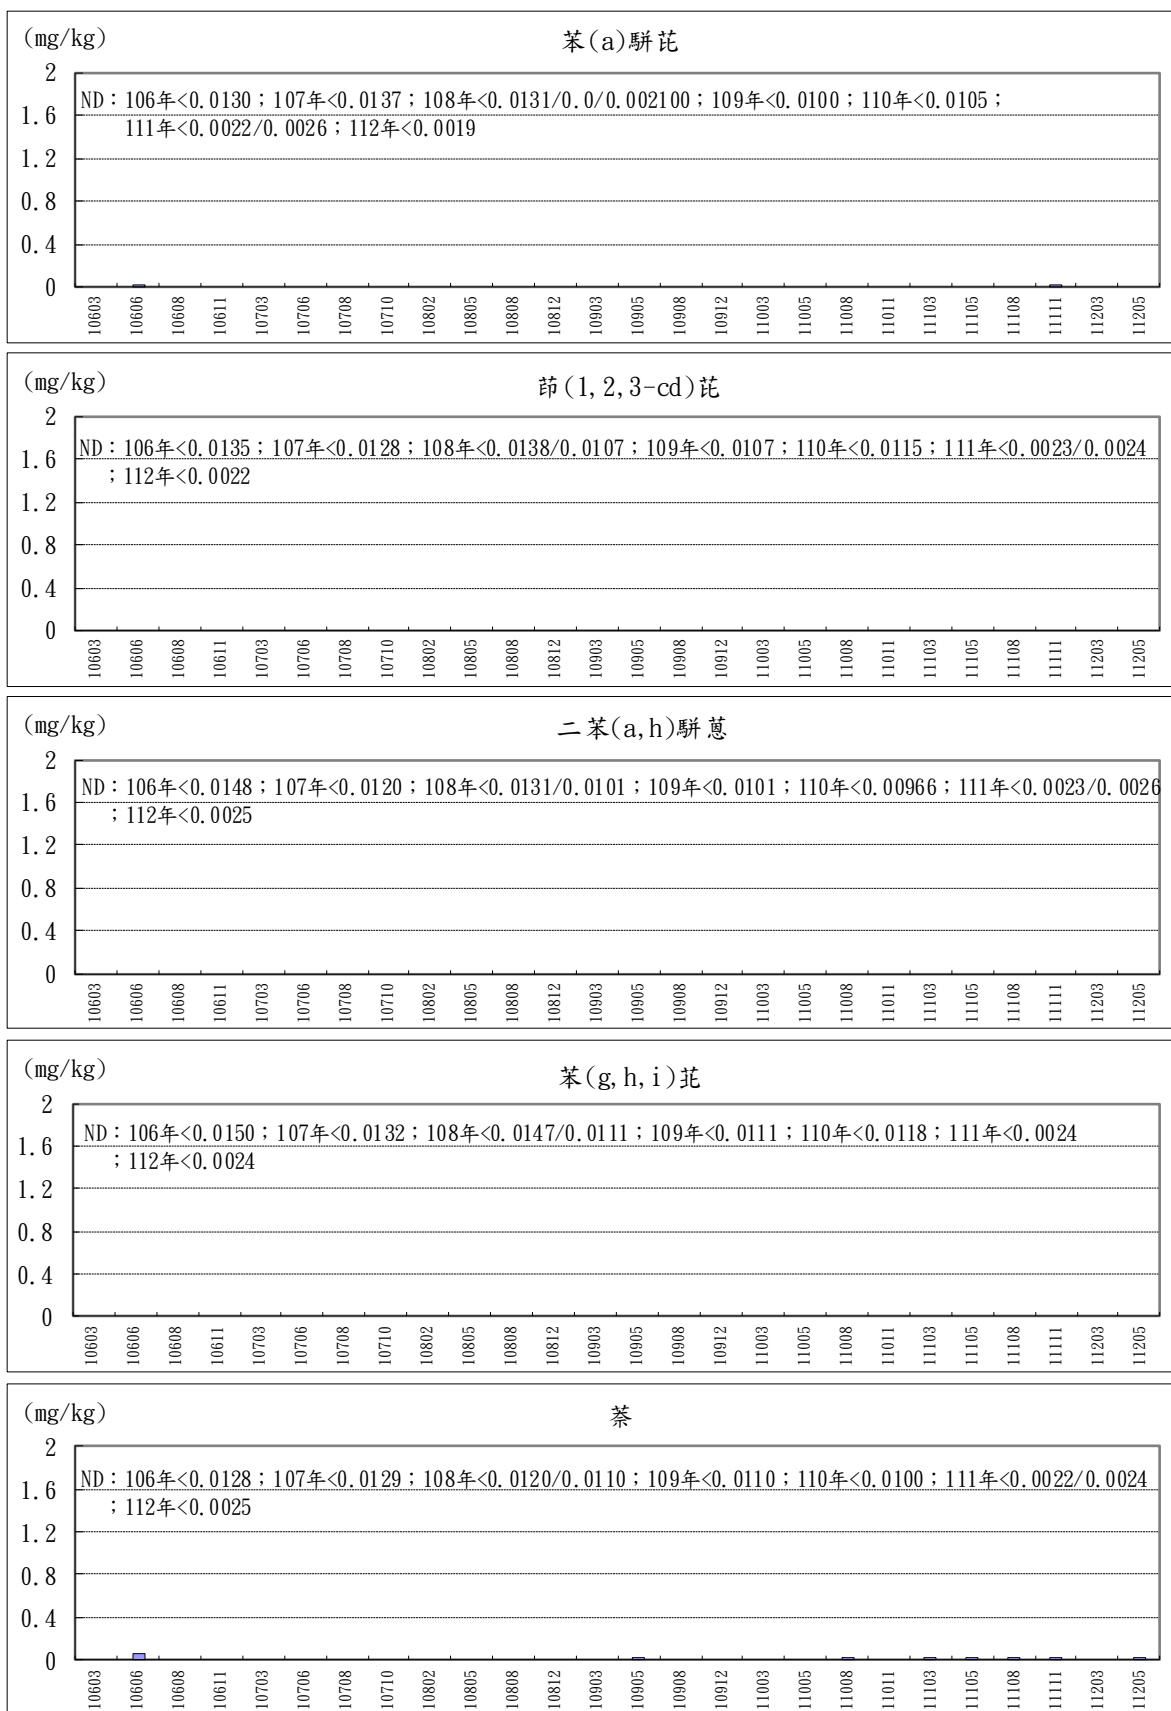 (mg/kg)
苯(a)駢芘
2
ND：106年<0.0130；107年<0.0137；108年<0.0131/0.0/0.002100；109年<0.0100；110年<0.0105；
1.6
111年<0.0022/0.0026；112年<0.0019
1.2
0.8
0.4
0
10603 10606 10608 10611 10703 10706 10708 10710 10802 10805 10808 10812 10903 10905 10908 10912 11003 11005 11008 11011 11103 11105 11108 11111 11203 11205
(mg/kg)
茚(1,2,3-cd)芘
2
ND：106年<0.0135；107年<0.0128；108年<0.0138/0.0107；109年<0.0107；110年<0.0115；111年<0.0023/0.0024
1.6
；112年<0.0022
1.2
0.8
0.4
0
10603 10606 10608 10611 10703 10706 10708 10710 10802 10805 10808 10812 10903 10905 10908 10912 11003 11005 11008 11011 11103 11105 11108 11111 11203 11205
(mg/kg)
二苯(a,h)駢蒽
2
ND：106年<0.0148；107年<0.0120；108年<0.0131/0.0101；109年<0.0101；110年<0.00966；111年<0.0023/0.0026
1.6
；112年<0.0025
1.2
0.8
0.4
0
10603 10606 10608 10611 10703 10706 10708 10710 10802 10805 10808 10812 10903 10905 10908 10912 11003 11005 11008 11011 11103 11105 11108 11111 11203 11205
(mg/kg)
苯(g,h,i)苝
2
ND：106年<0.0150；107年<0.0132；108年<0.0147/0.0111；109年<0.0111；110年<0.0118；111年<0.0024
1.6
；112年<0.0024
1.2
0.8
0.4
0
10603 10606 10608 10611 10703 10706 10708 10710 10802 10805 10808 10812 10903 10905 10908 10912 11003 11005 11008 11011 11103 11105 11108 11111 11203 11205
(mg/kg)
萘
2
ND：106年<0.0128；107年<0.0129；108年<0.0120/0.0110；109年<0.0110；110年<0.0100；111年<0.0022/0.0024
1.6
；112年<0.0025
1.2
0.8
0.4
0
10603 10606 10608 10611 10703 10706 10708 10710 10802 10805 10808 10812 10903 10905 10908 10912 11003 11005 11008 11011 11103 11105 11108 11111 11203 11205